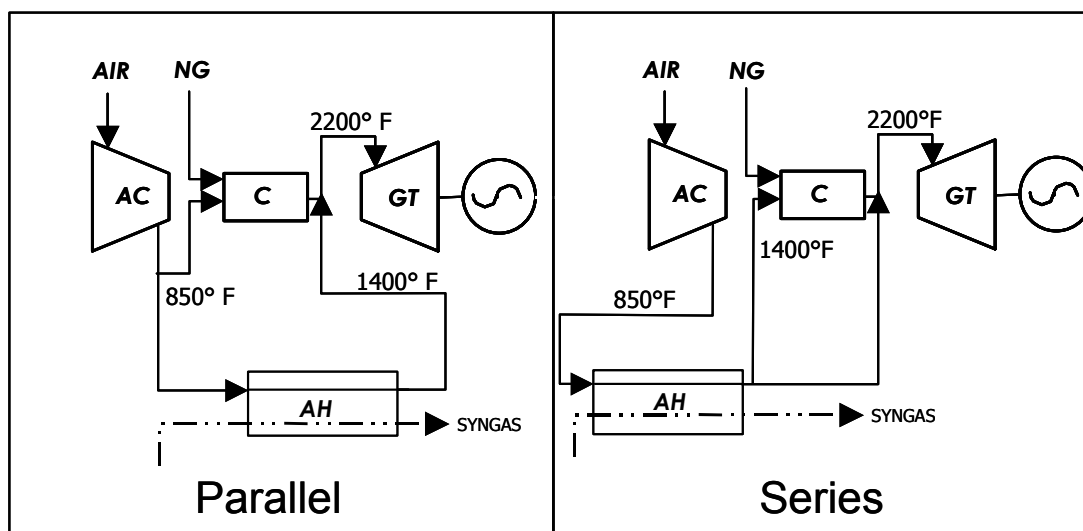 AIR NG
2200° F
AC
C
GT
850° F
1400° F
AH
SYNGAS
Parallel
AIR NG
2200°F
AC
C
GT
1400°F
850°F
AH
SYNGAS
Series